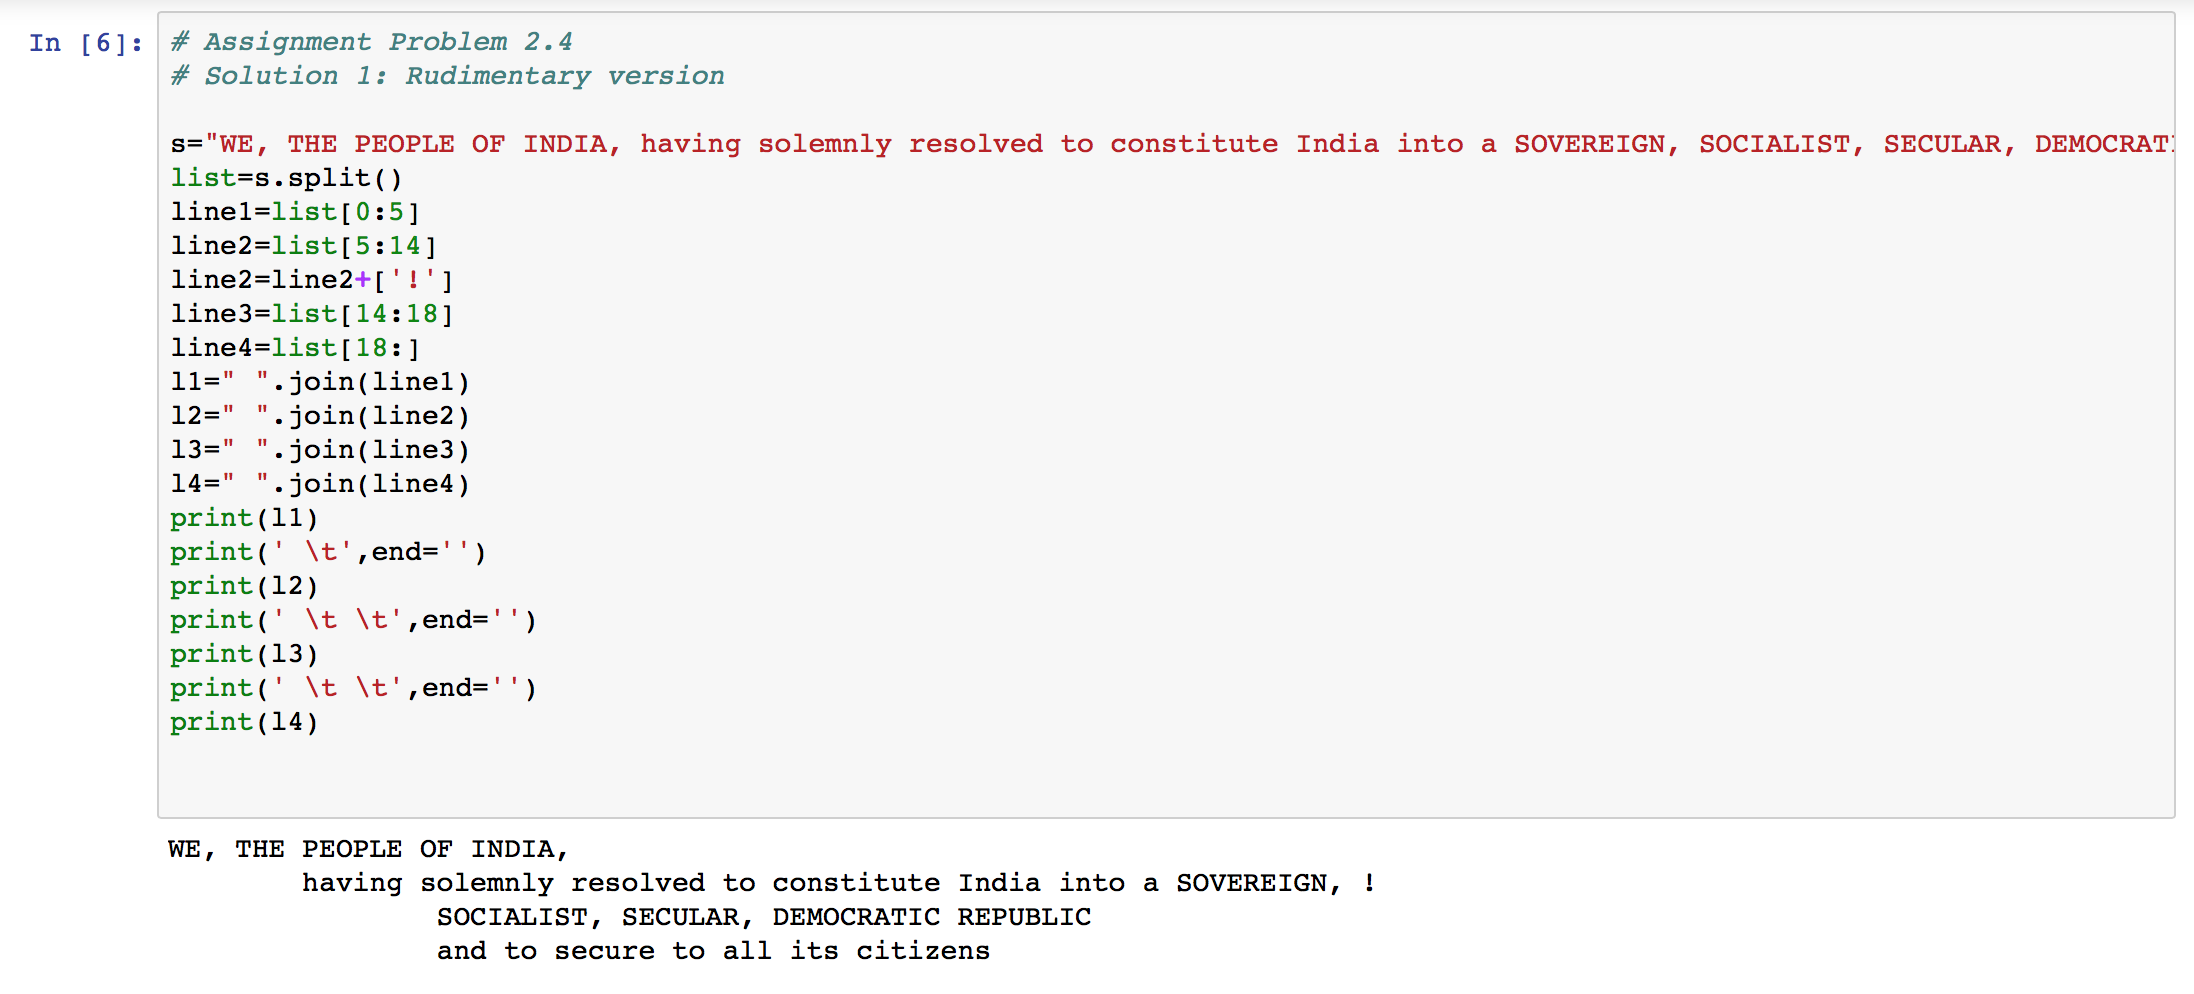 In [6]:
# Assignment Problem 2.4
# Solution 1: Rudimentary version
s="WE, THE PEOPLE OF INDIA, having solemnly resolved to constitute India into a SOVEREIGN, SOCIALIST, SECULAR,
list=s.split()
line1=list[0:5]
line2=list[5:14]
line2=line2+['!']
line3=list[14:18]
line4=list[18:]
l1=" ".join(line1)
l2=" ".join(line2)
l3=" ".join(line3)
l4=" ".join(line4)
print(l1)
print(' \t',end='')
print(l2)
print(' \t \t',end='')
print(l3)
print(' \t \t',end='')
print(l4)
WE, THE PEOPLE OF INDIA,
having solemnly resolved to constitute India into a SOVEREIGN, !
SOCIALIST, SECULAR, DEMOCRATIC REPUBLIC
and to secure to all its citizens